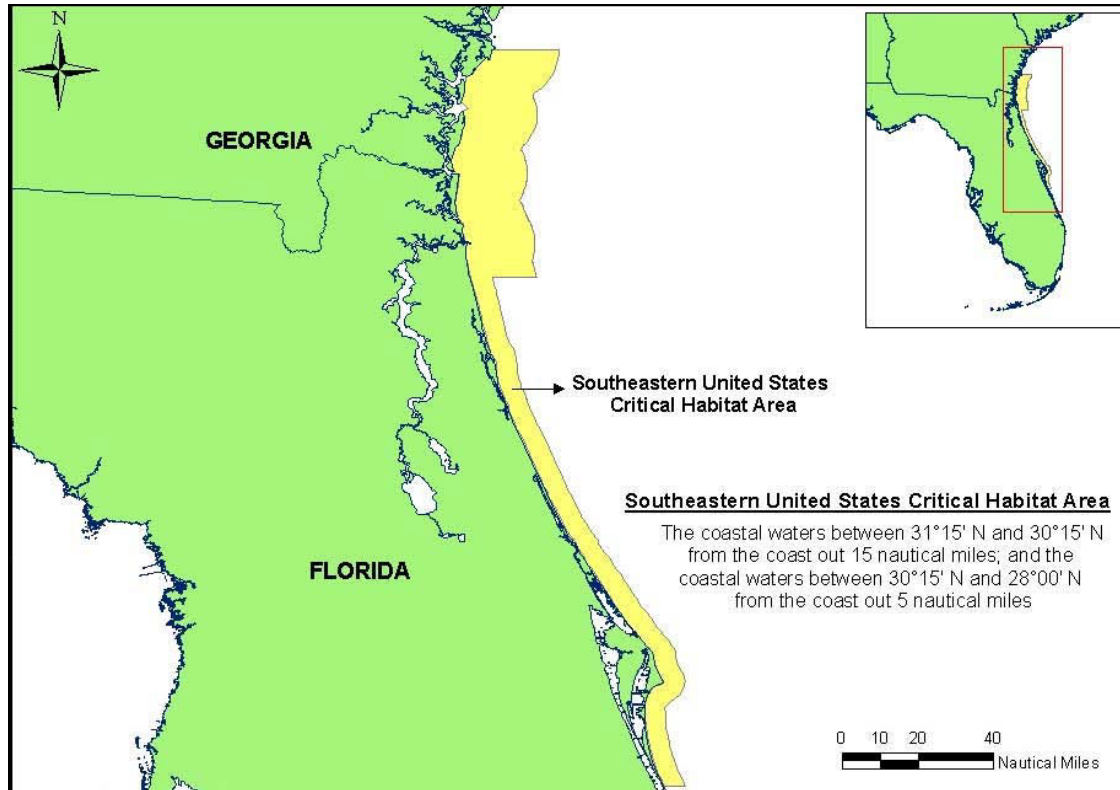 N
GEORGIA
Southeastern United States
Critical Habitat Area
Southeastern United States Critical Habitat Area
The coastal waters between 31°15' N and 30°15' N
from the coast out 15 nautical miles; and the
coastal waters between 30°15' N and 28°00' N
from the coast out 5 nautical miles
FLORIDA
0 10 20 40
Nautical Miles